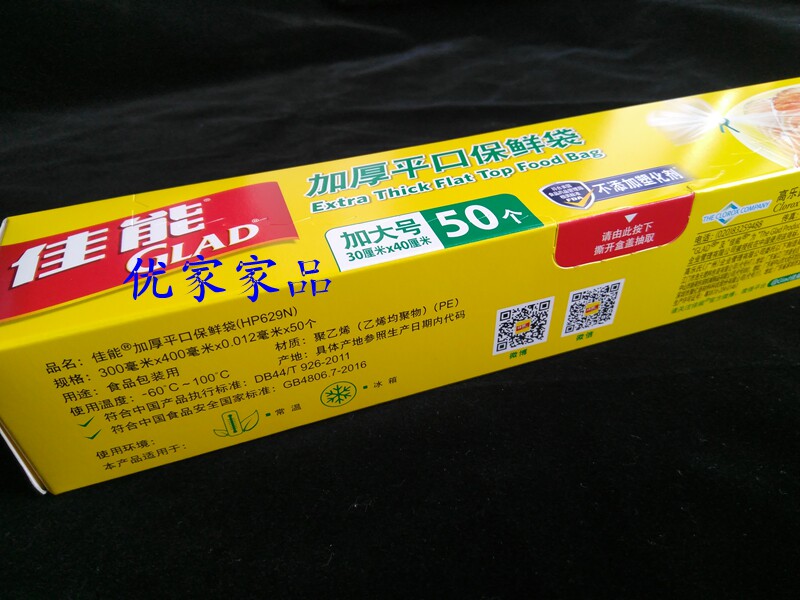 佳能®
GLAD®
加厚平口保鲜袋
Extra Thick Flat Top Food Bag
加大号
30厘米x40厘米
50个
FDA
不添加塑化剂
请由此按下
撕开盒盖抽取
THE CLOROX COMPANY
优家家品
品名：佳能®加厚平口保鲜袋(HP629N)
规格：300毫米x400毫米x0.012毫米x50个
用途：食品包装用
材质：聚乙烯（乙烯均聚物）(PE)
使用温度：-60°C~100°C
产地：具体产地参照生产日期内代码
符合中国产品执行标准：DB44/T 926-2011
符合中国食品安全国家标准：GB4806.7-2016
使用环境：
本产品适用于：
•常温
•冰箱
微博
微信